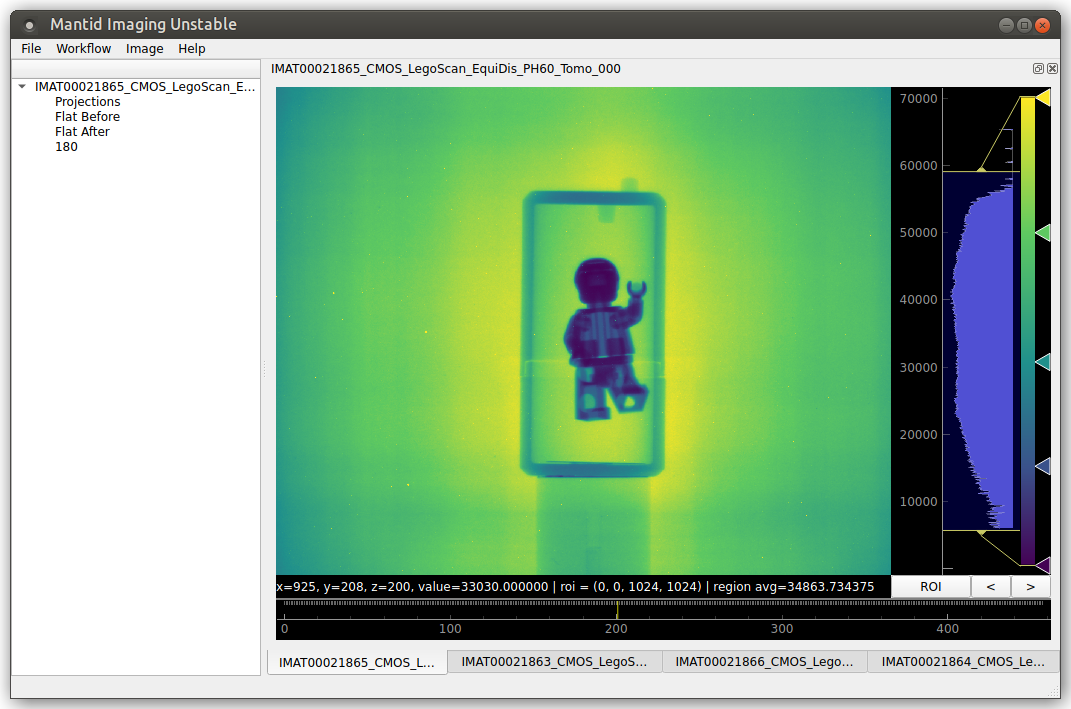 Mantid Imaging Unstable
File Workflow Image Help
IMAT00021865_CMOS_LegoScan_E...
Projections
Flat Before
Flat After
180
IMAT00021865_CMOS_LegoScan_EquiDis_PH60_Tomo_000
70000
60000
50000
40000
30000
20000
10000
x=925, y=208, z=200, value=33030.000000 | roi = (0, 0, 1024, 1024) | region avg=34863.734375
ROI < >
0 100 200 300 400
IMAT00021865_CMOS_L... IMAT00021863_CMOS_LegoS... IMAT00021866_CMOS_Lego... IMAT00021864_CMOS_Le...